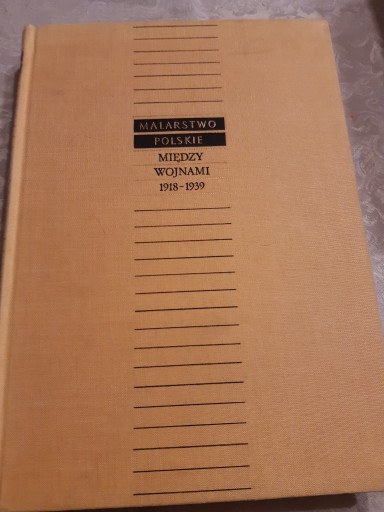 MALARSTWO
POLSKIE
MIĘDZY
WOJNAMI
1918-1939